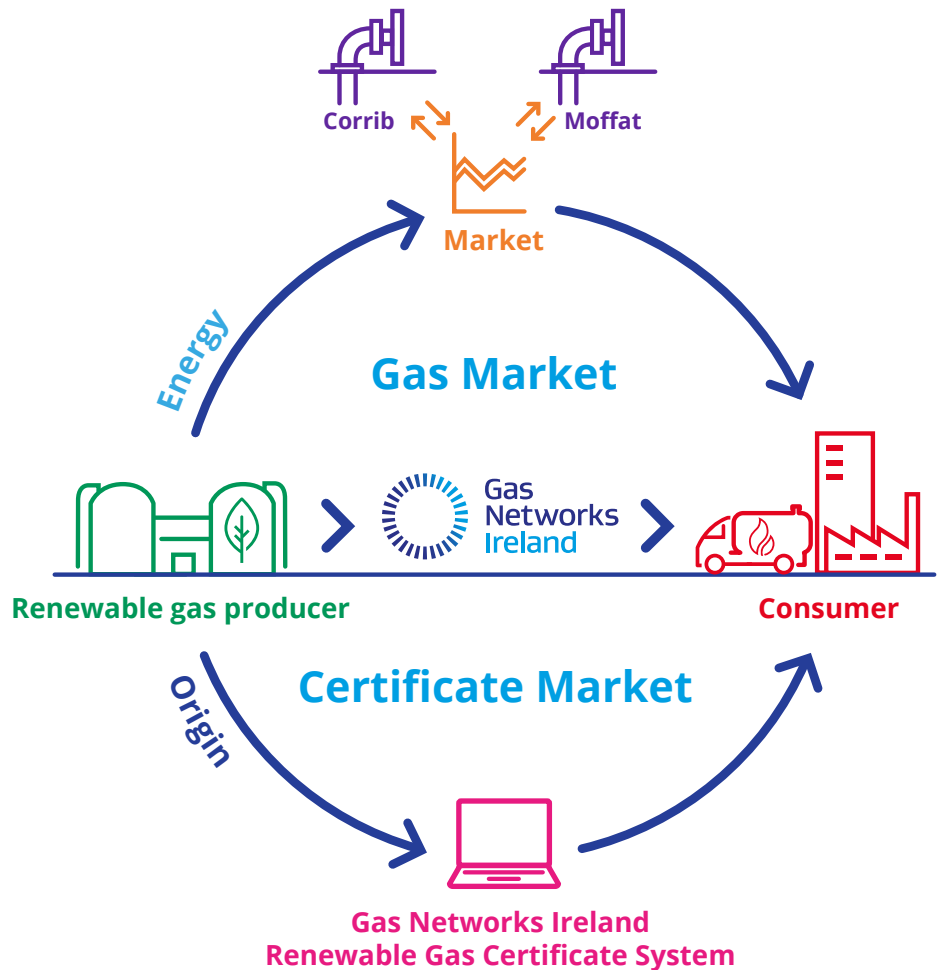 Corrib
Moffat
Market
Energy
Gas Market
Gas
Networks
Ireland
Renewable gas producer
Consumer
Certificate Market
Origin
Gas Networks Ireland
Renewable Gas Certificate System